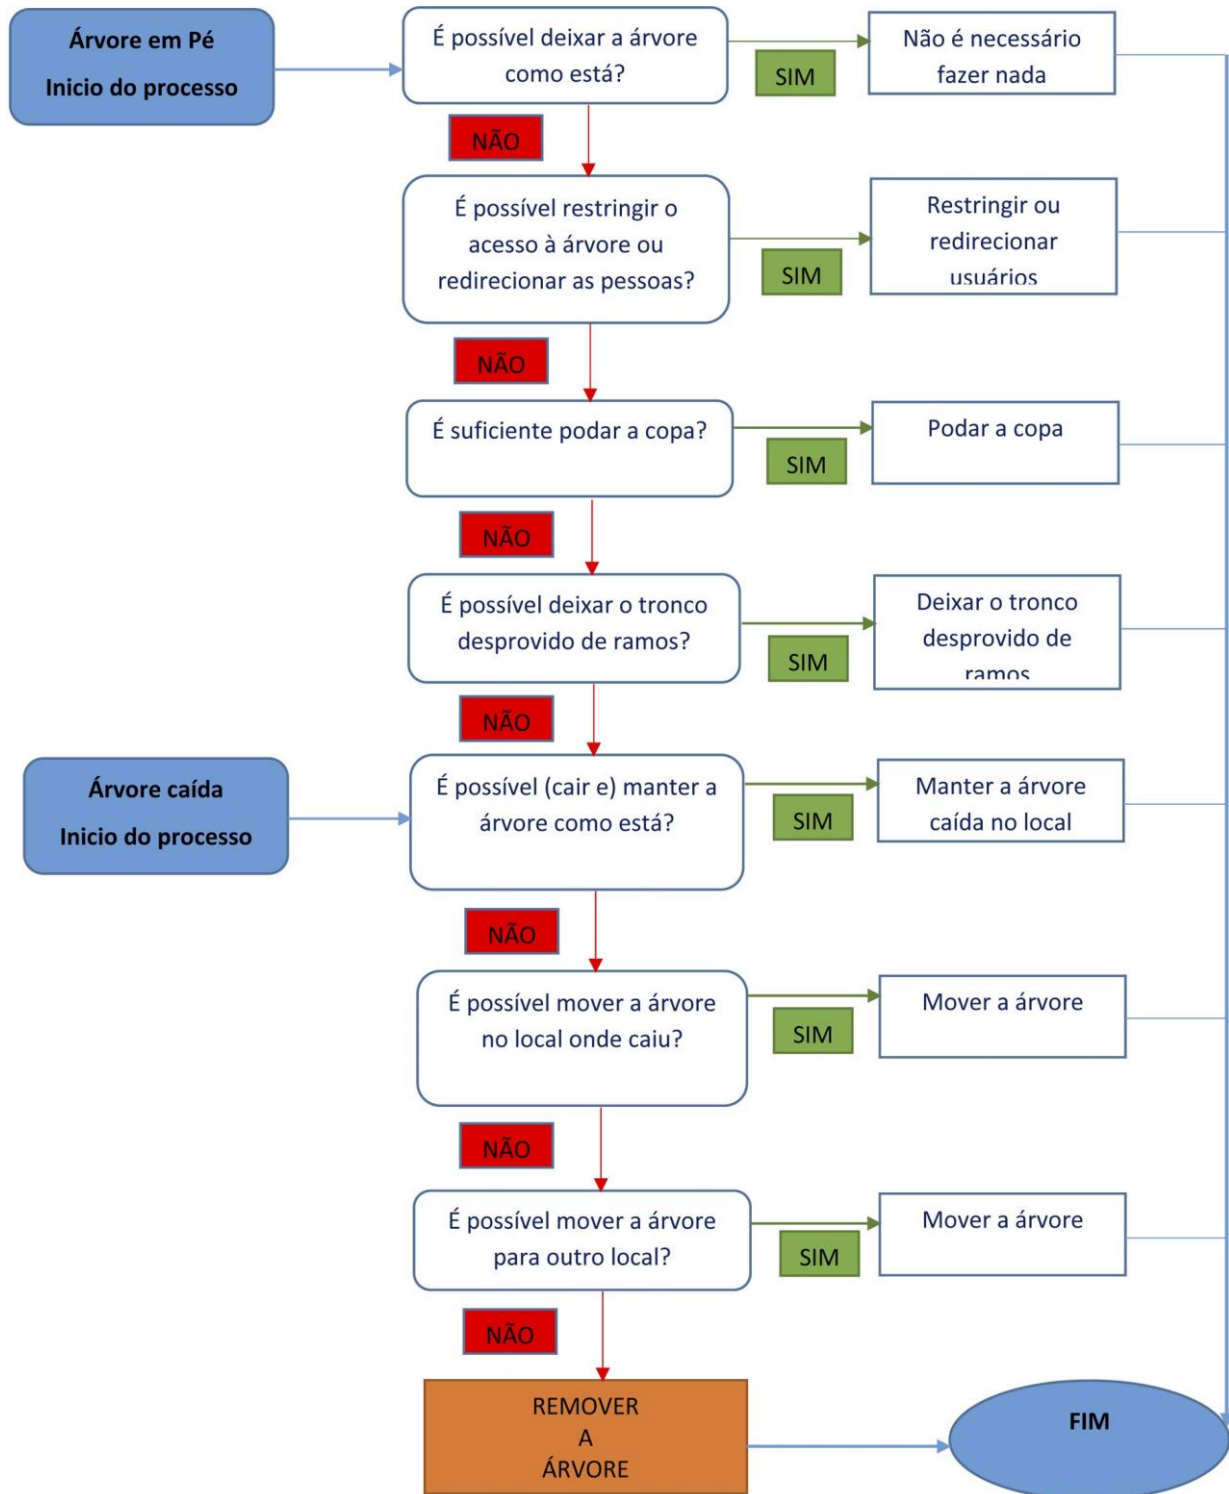 Árvore em Pé
Inicio do processo
É possível deixar a árvore
como está?
SIM
Não é necessário
fazer nada
NÃO
É possível restringir o
acesso à árvore ou
redirecionar as pessoas?
SIM
Restringir ou
redirecionar
usuários
NÃO
É suficiente podar a copa?
SIM
Podar a copa
NÃO
É possível deixar o tronco
desprovido de ramos?
SIM
Deixar o tronco
desprovido de
ramos
NÃO
Árvore caída
Inicio do processo
É possível (cair e) manter a
árvore como está?
SIM
Manter a árvore
caída no local
NÃO
É possível mover a árvore
no local onde caiu?
SIM
Mover a árvore
NÃO
É possível mover a árvore
para outro local?
SIM
Mover a árvore
NÃO
REMOVER
A
ÁRVORE
FIM